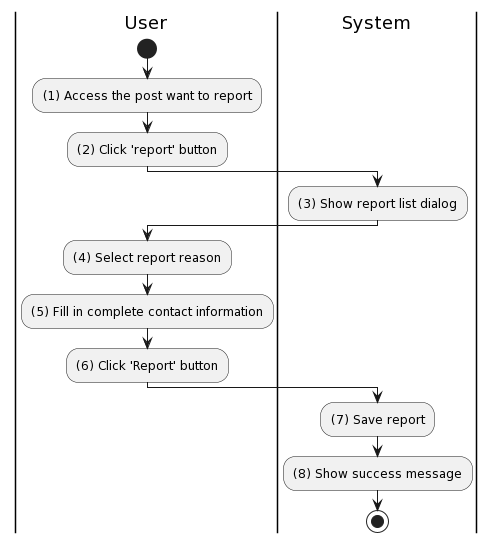 User
System
(1) Access the post want to report
(2) Click 'report' button
(3) Show report list dialog
(4) Select report reason
(5) Fill in complete contact information
(6) Click 'Report' button
(7) Save report
(8) Show success message